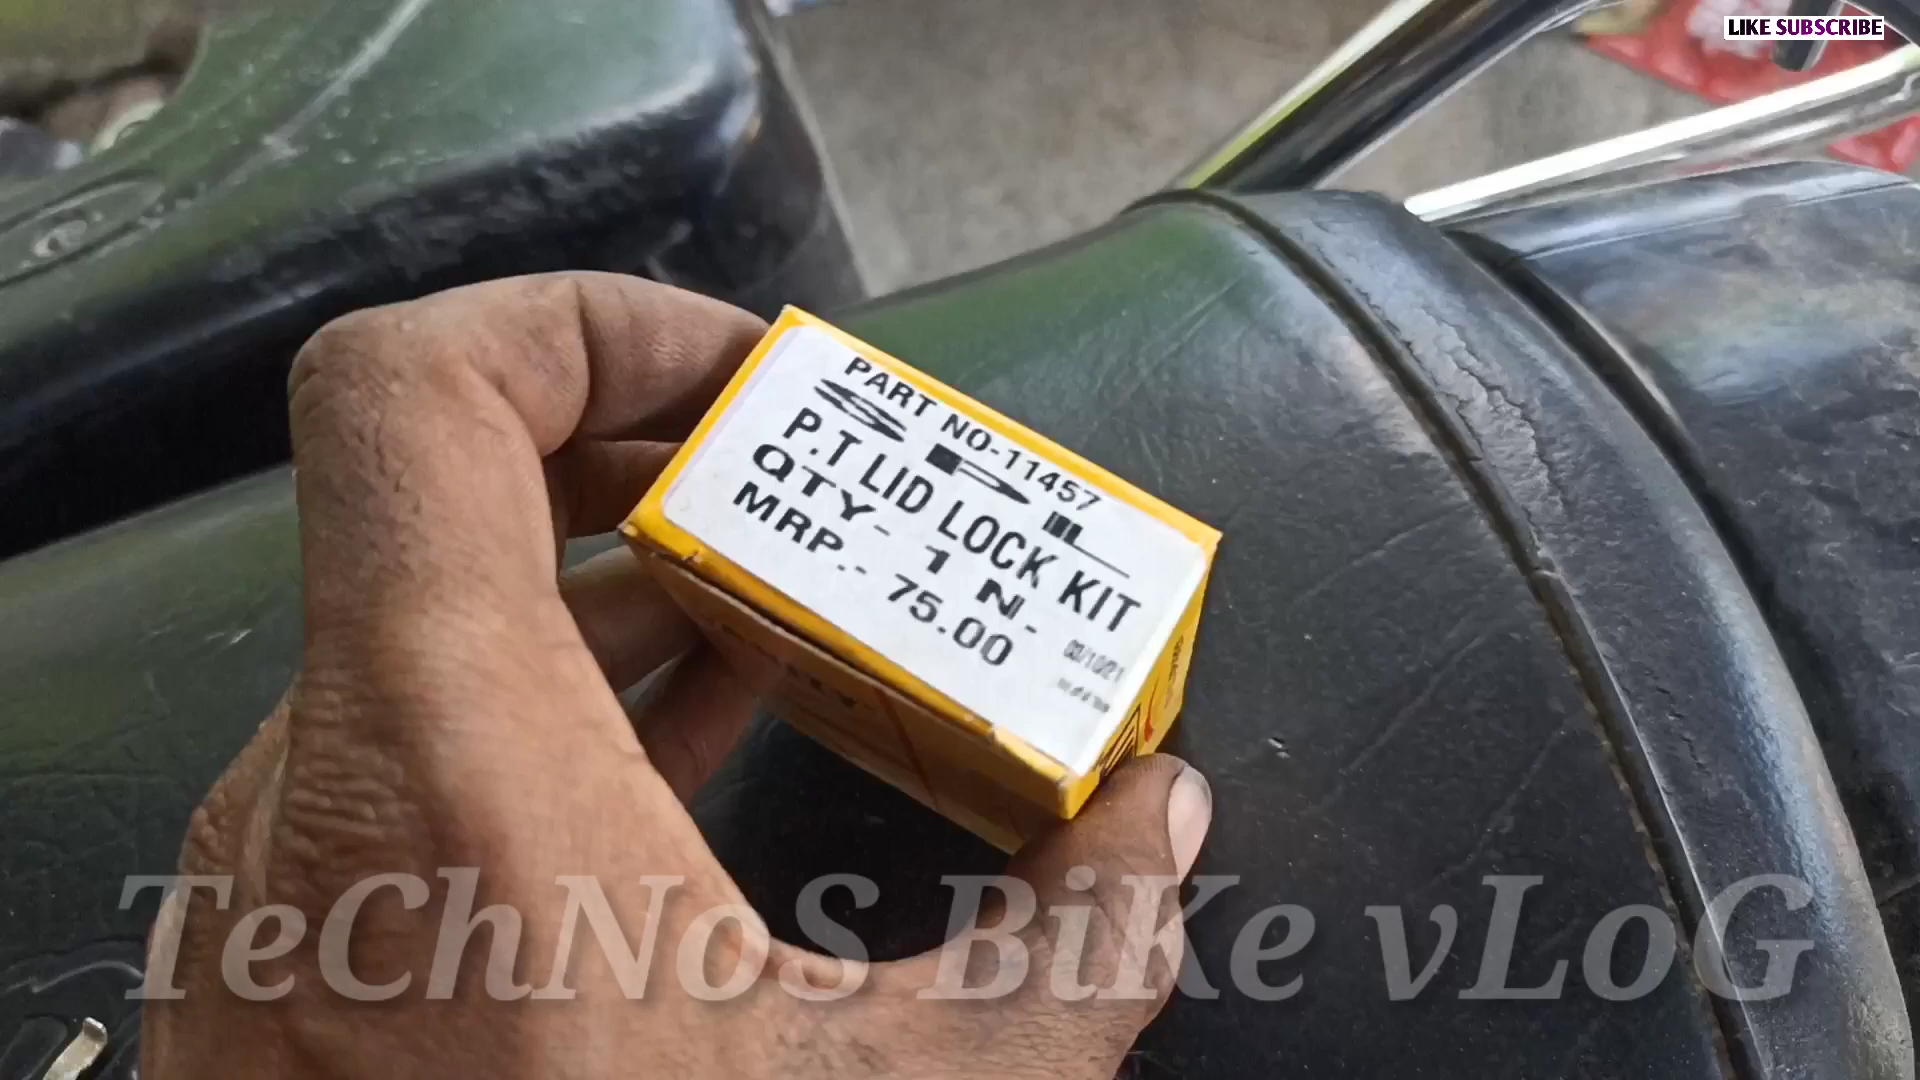 LIKE SUBSCRIBE
PART NO-11457
P.T LID LOCK KIT
QTY- 1 N-
MRP.- 75.00
TeChNoS BiKe vLoG